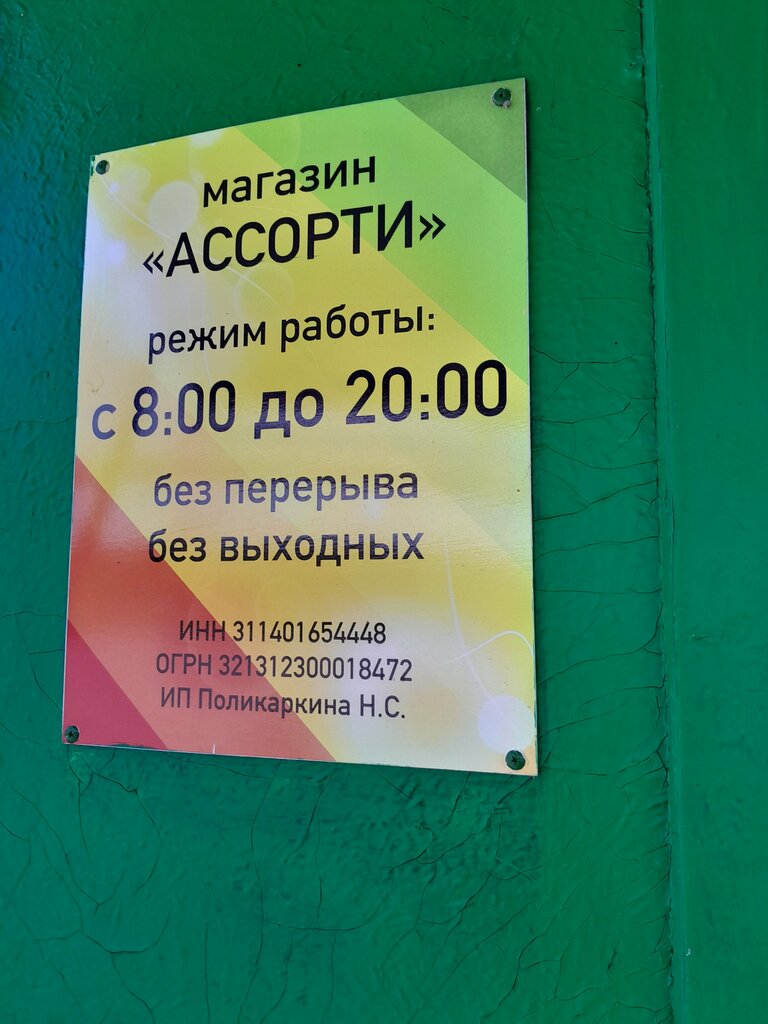 магазин
«АССОРТИ»
режим работы:
с 8:00 до 20:00
без перерыва
без выходных
ИНН 311401654448
ОГРН 321312300018472
ИП Поликаркина Н.С.